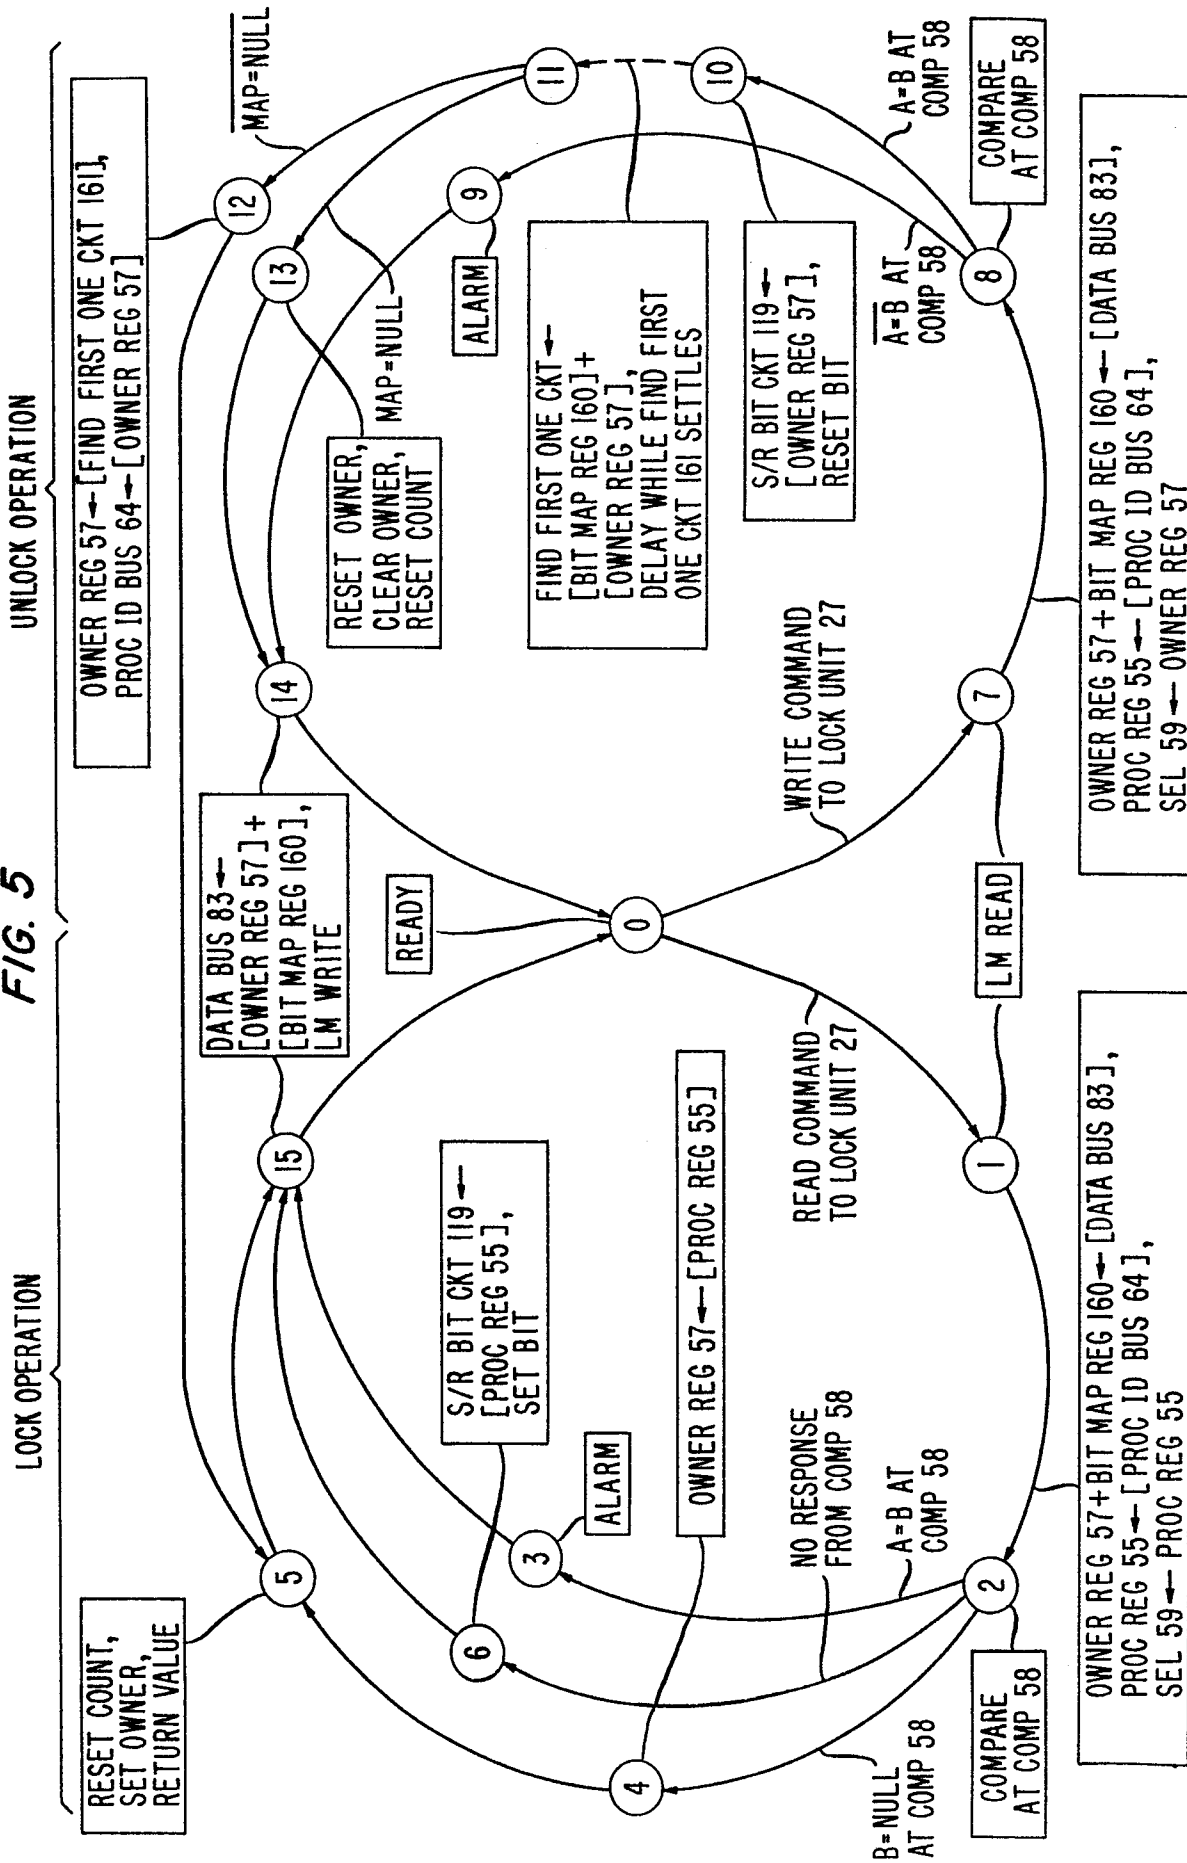 FIG. 5
LOCK OPERATION
UNLOCK OPERATION
RESET COUNT,
SET OWNER,
RETURN VALUE
OWNER REG 57←[FIND FIRST ONE CKT 161],
PROC ID BUS 64←[OWNER REG 57]
MAP=NULL
DATA BUS 83←
[OWNER REG 57]+
[BIT MAP REG 160],
LM WRITE
5
15
14
13
12
RESET OWNER,
CLEAR OWNER,
RESET COUNT
MAP=NULL
READY
S/R BIT CKT 119←
[PROC REG 55],
SET BIT
6
3
ALARM
9
ALARM
11
FIND FIRST ONE CKT←
[BIT MAP REG 160]+
[OWNER REG 57],
DELAY WHILE FIND FIRST
ONE CKT 161 SETTLES
4
OWNER REG 57←[PROC REG 55]
0
10
S/R BIT CKT 119←
[OWNER REG 57],
RESET BIT
B=NULL
AT COMP 58
NO RESPONSE
FROM COMP 58
A=B AT
COMP 58
READ COMMAND
TO LOCK UNIT 27
WRITE COMMAND
TO LOCK UNIT 27
A=B AT
COMP 58
A=B AT
COMP 58
COMPARE
AT COMP 58
2
1
LM READ
7
8
COMPARE
AT COMP 58
OWNER REG 57+BIT MAP REG 160←[DATA BUS 83],
PROC REG 55←[PROC ID BUS 64],
SEL 59←PROC REG 55
OWNER REG 57+BIT MAP REG 160←[DATA BUS 83],
PROC REG 55←[PROC ID BUS 64],
SEL 59←OWNER REG 57